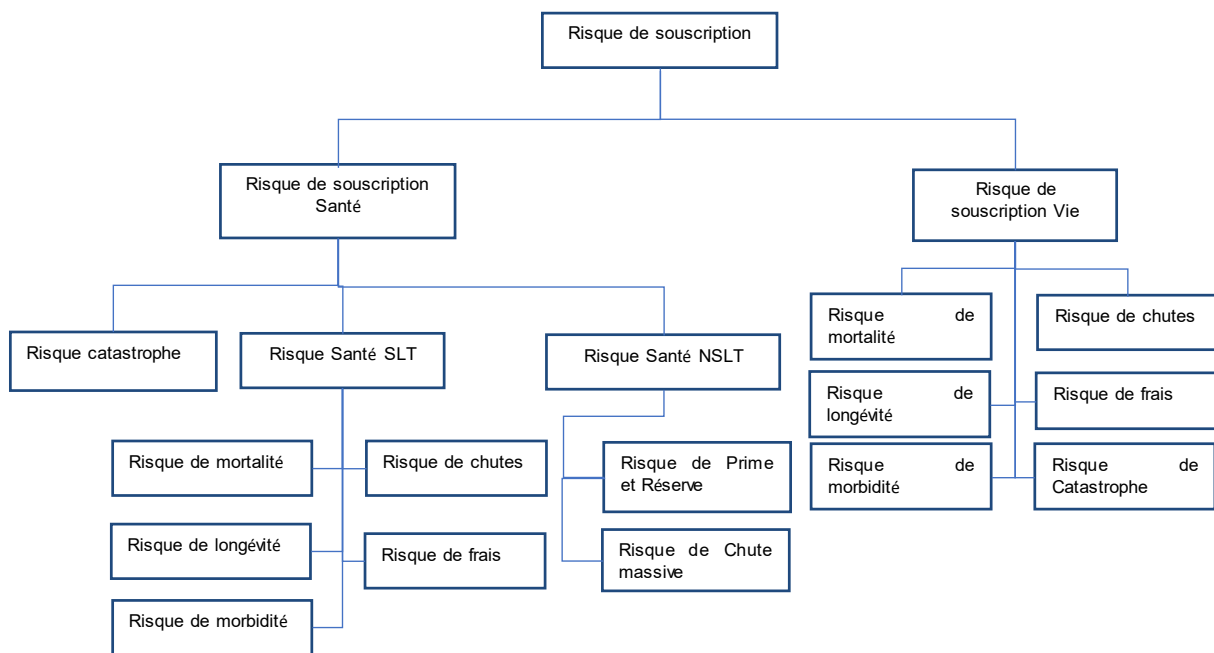 Risque de souscription
Risque de souscription
Santé
Risque de
souscription Vie
Risque catastrophe
Risque Santé SLT
Risque Santé NSLT
Risque de
mortalité
Risque de chutes
Risque de
longévité
Risque de frais
Risque de
morbidité
Risque de
Catastrophe
Risque de mortalité
Risque de chutes
Risque de longévité
Risque de frais
Risque de morbidité
Risque de Prime
et Réserve
Risque de Chute
massive